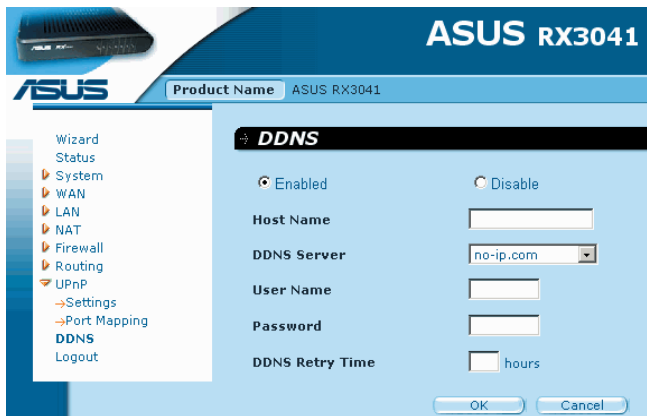 ASUS RX3041
ASUS
Product Name ASUS RX3041
Wizard
Status
System
WAN
LAN
NAT
Firewall
Routing
UPnP
→Settings
→Port Mapping
DDNS
Logout
DDNS
Enabled Disable
Host Name
DDNS Server no-ip.com
User Name
Password
DDNS Retry Time hours
OK Cancel